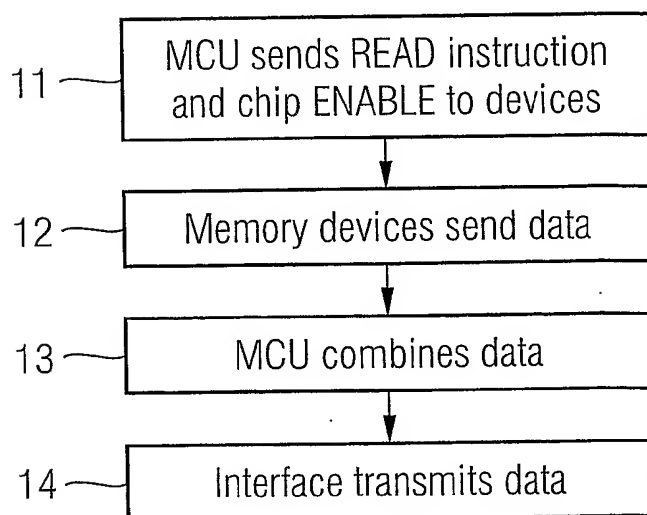 11
MCU sends READ instruction
and chip ENABLE to devices
12
Memory devices send data
13
MCU combines data
14
Interface transmits data